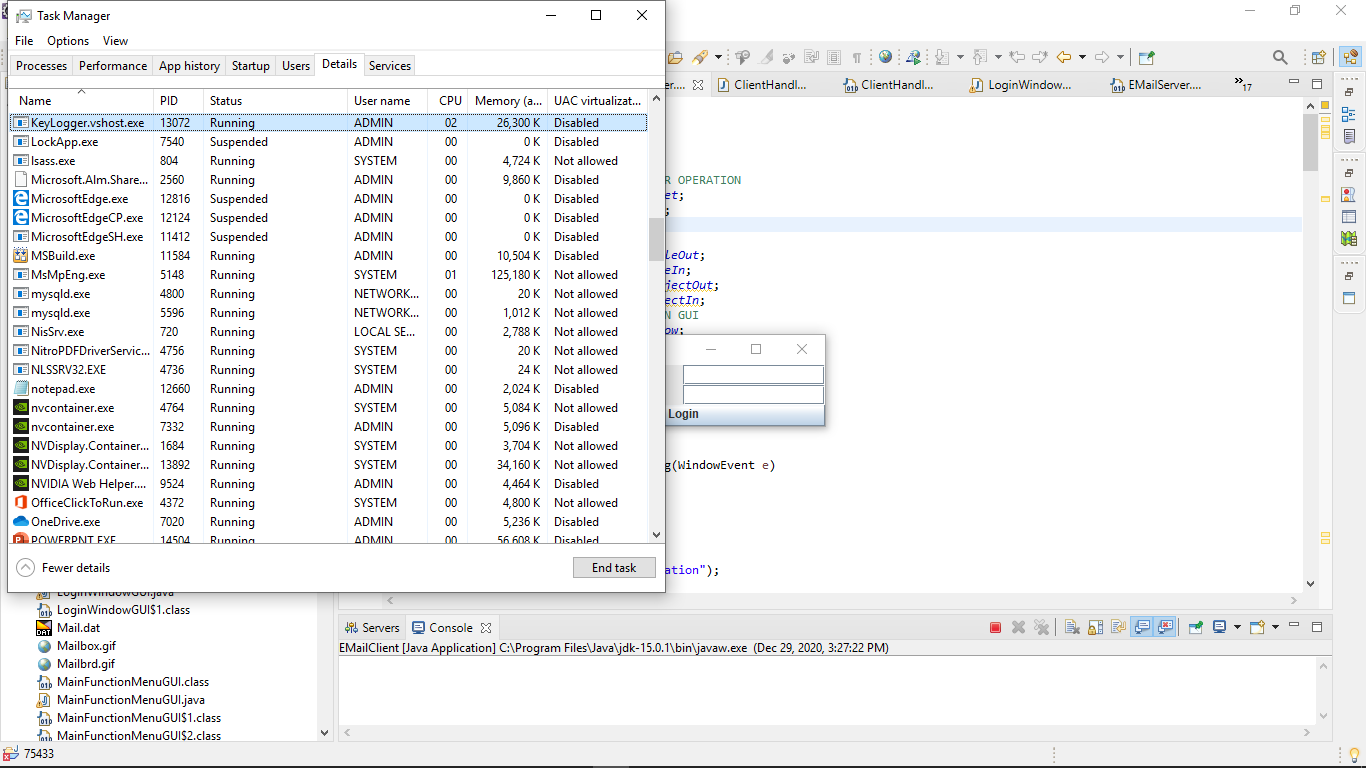 Task Manager
File Options View
Processes Performance App history Startup Users Details Services
Name PID Status User name CPU Memory (a... UAC virtualizat...
KeyLogger.vshost.exe 13072 Running ADMIN 02 26,300 K Disabled
LockApp.exe 7540 Suspended ADMIN 00 0 K Disabled
lsass.exe 804 Running SYSTEM 00 4,724 K Not allowed
Microsoft.Alm.Share... 2560 Running ADMIN 00 9,860 K Disabled
MicrosoftEdge.exe 12816 Suspended ADMIN 00 0 K Disabled
MicrosoftEdgeCP.exe 12124 Suspended ADMIN 00 0 K Disabled
MicrosoftEdgeSH.exe 11412 Suspended ADMIN 00 0 K Disabled
MSBuild.exe 11584 Running ADMIN 00 10,504 K Disabled
MsMpEng.exe 5148 Running SYSTEM 01 125,180 K Not allowed
mysqld.exe 4800 Running NETWORK... 00 20 K Not allowed
mysqld.exe 5596 Running NETWORK... 00 1,012 K Not allowed
NisSrv.exe 720 Running LOCAL SE... 00 2,788 K Not allowed
NitroPDFDriverServic... 4756 Running SYSTEM 00 20 K Not allowed
NLSSRV32.EXE 4736 Running SYSTEM 00 24 K Not allowed
notepad.exe 12660 Running ADMIN 00 2,024 K Disabled
nvcontainer.exe 4764 Running SYSTEM 00 5,084 K Not allowed
nvcontainer.exe 7332 Running ADMIN 00 5,096 K Disabled
NVDisplay.Container... 1684 Running SYSTEM 00 3,704 K Not allowed
NVDisplay.Container... 13892 Running SYSTEM 00 34,160 K Not allowed
NVIDIA Web Helper.... 9524 Running ADMIN 00 4,464 K Disabled
OfficeClickToRun.exe 4372 Running SYSTEM 00 4,800 K Not allowed
OneDrive.exe 7020 Running ADMIN 00 5,236 K Disabled
POWERPNT.EXE 14504 Running ADMIN 00 56,608 K Disabled
Fewer details End task
r.... ClientHandl... ClientHandl... LoginWindow... EMailServer.... »17
R OPERATION
et;
;
leOut;
eIn;
jectOut;
ectIn;
N GUI
ow;
Login
g(WindowEvent e)
ation");
LoginWindowGUI.java
LoginWindowGUI$1.class
Mail.dat
Mailbox.gif
Mailbrd.gif
MainFunctionMenuGUI.class
MainFunctionMenuGUI.java
MainFunctionMenuGUI$1.class
MainFunctionMenuGUI$2.class
Servers Console
EMailClient [Java Application] C:\Program Files\Java\jdk-15.0.1\bin\javaw.exe (Dec 29, 2020, 3:27:22 PM)
75433